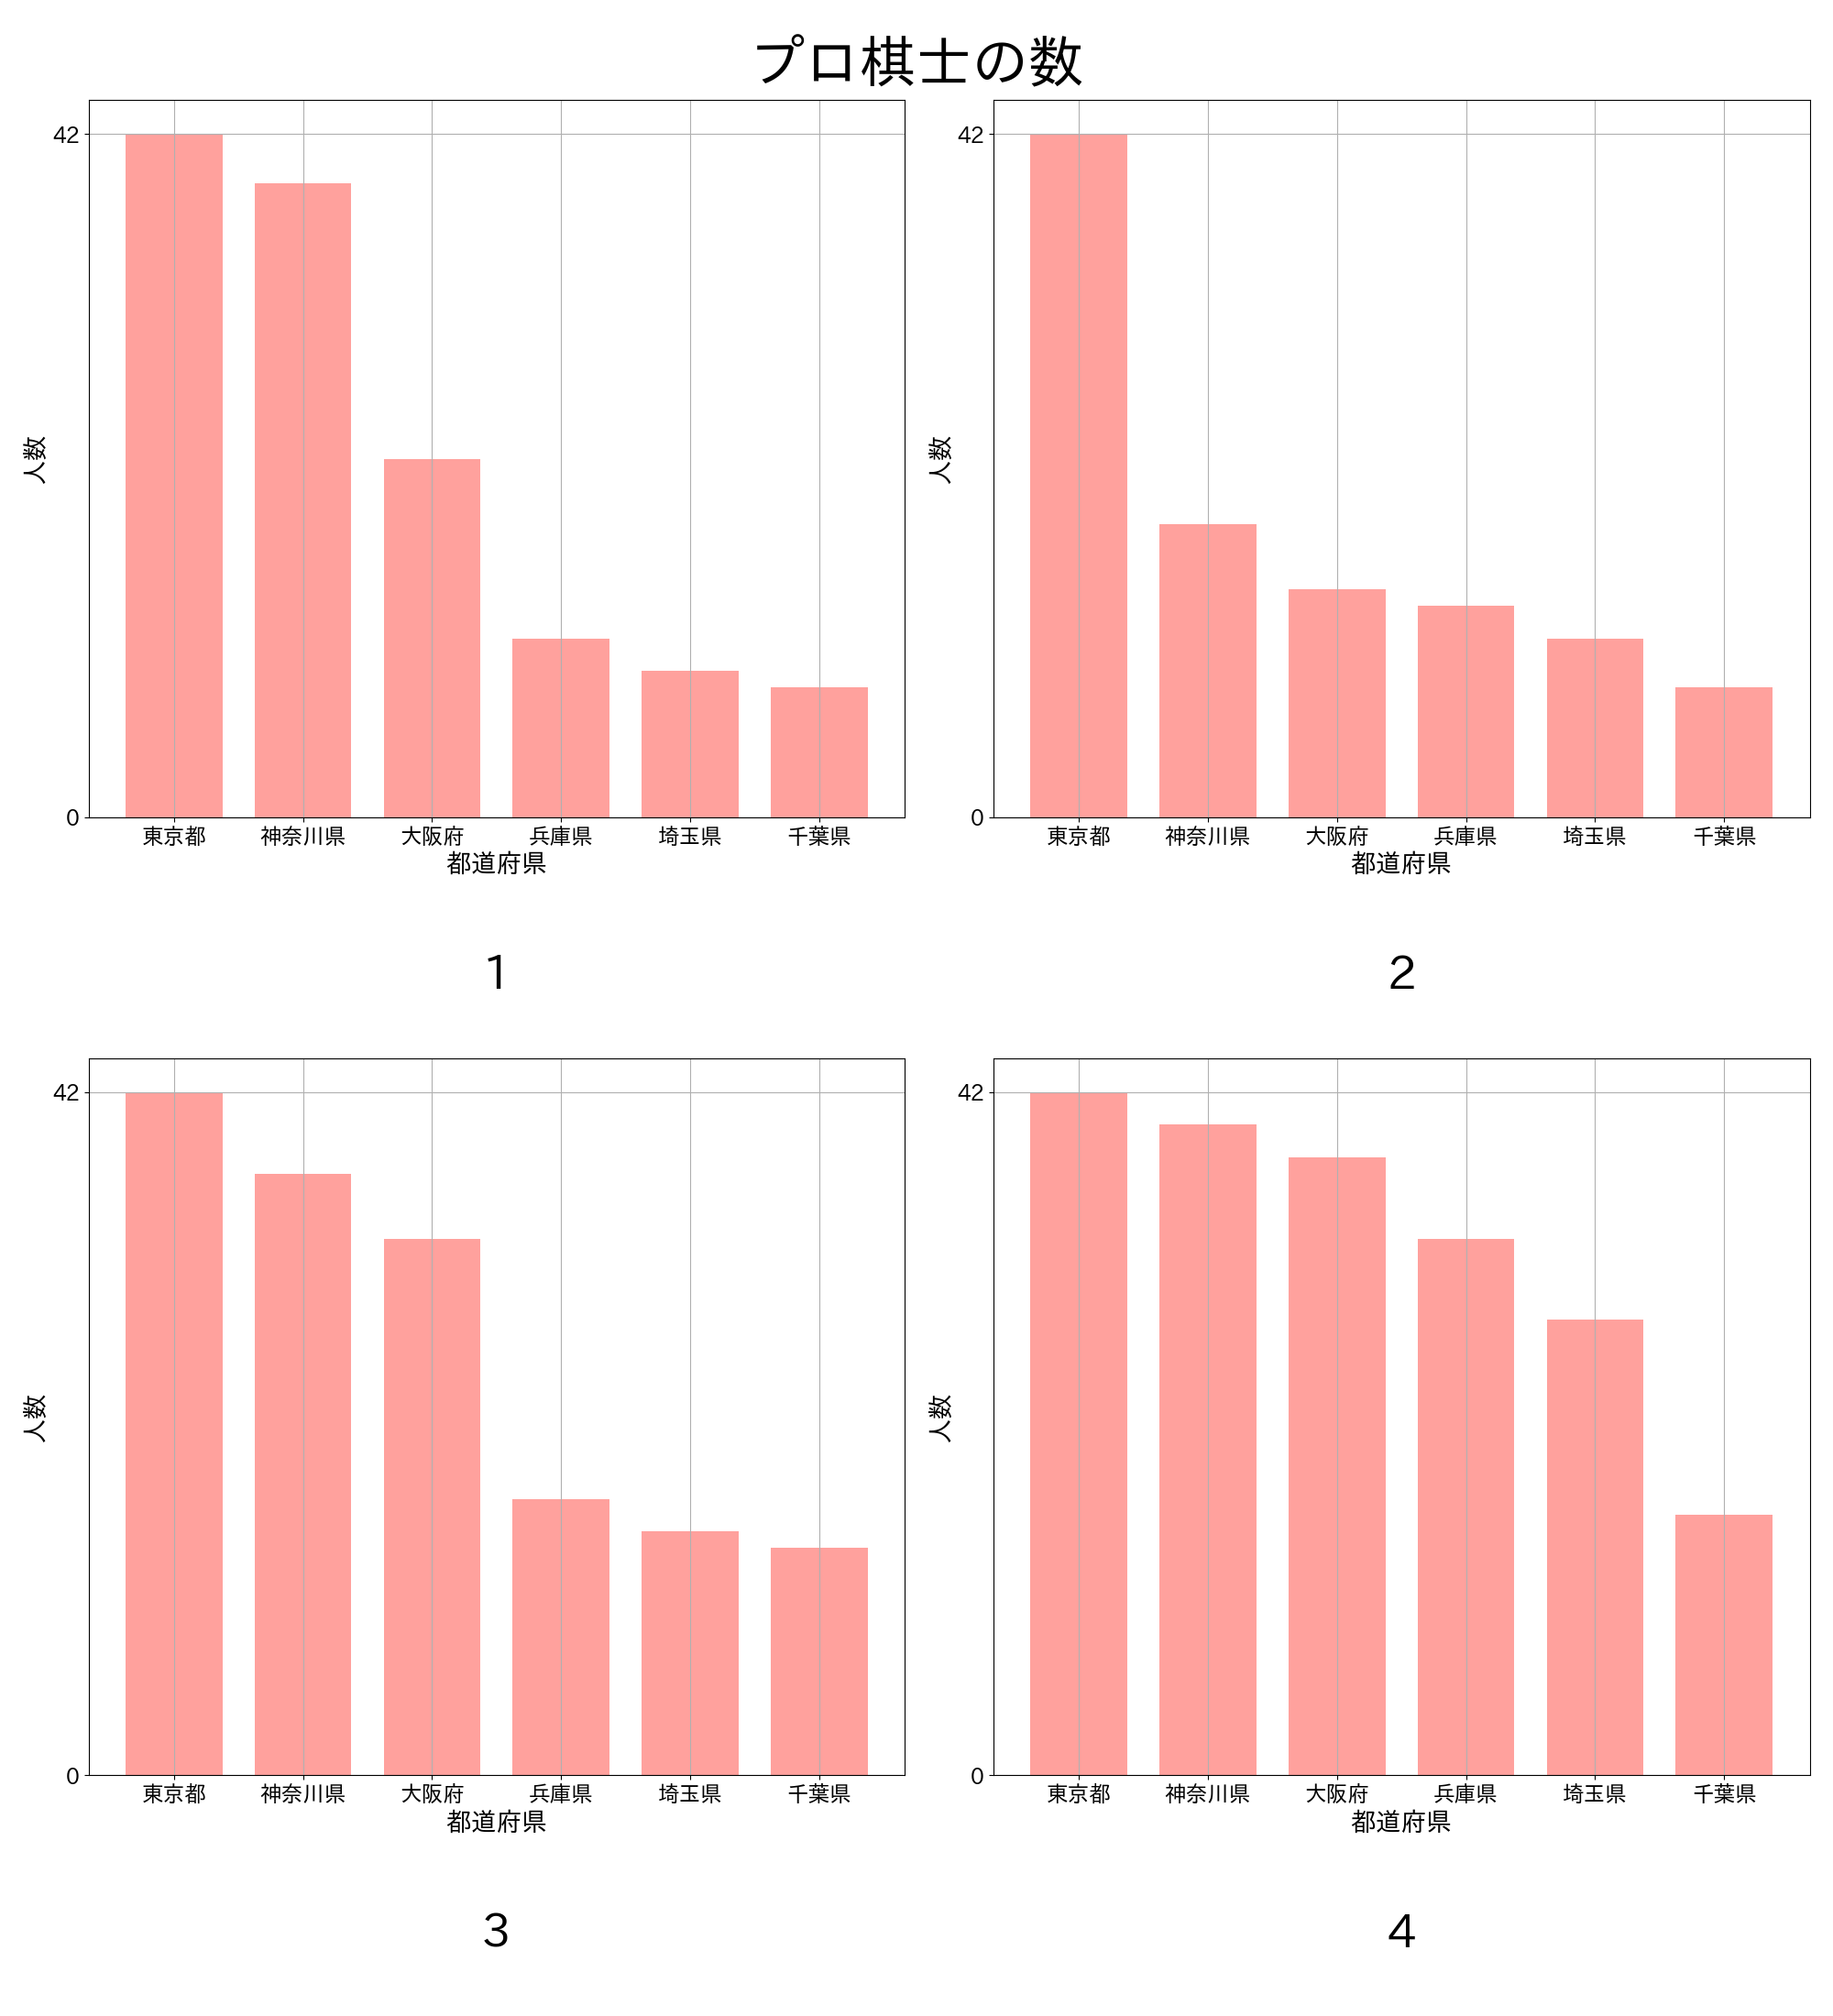 プロ棋士の数
42
0
人数
東京都 神奈川県 大阪府 兵庫県 埼玉県 千葉県
都道府県
1
42
0
人数
東京都 神奈川県 大阪府 兵庫県 埼玉県 千葉県
都道府県
2
42
0
人数
東京都 神奈川県 大阪府 兵庫県 埼玉県 千葉県
都道府県
3
42
0
人数
東京都 神奈川県 大阪府 兵庫県 埼玉県 千葉県
都道府県
4